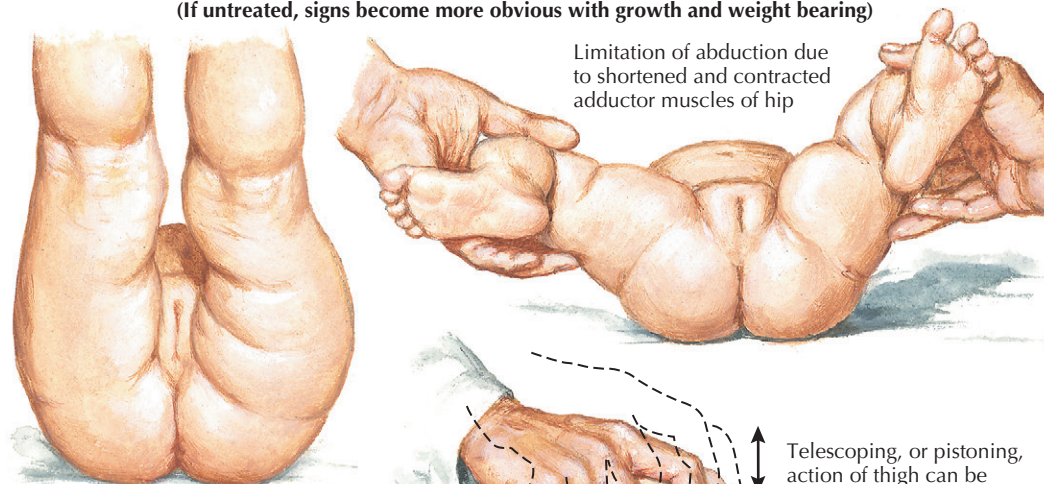 (If untreated, signs become more obvious with growth and weight bearing)
Limitation of abduction due
to shortened and contracted
adductor muscles of hip
Telescoping, or pistoning,
action of thigh can be